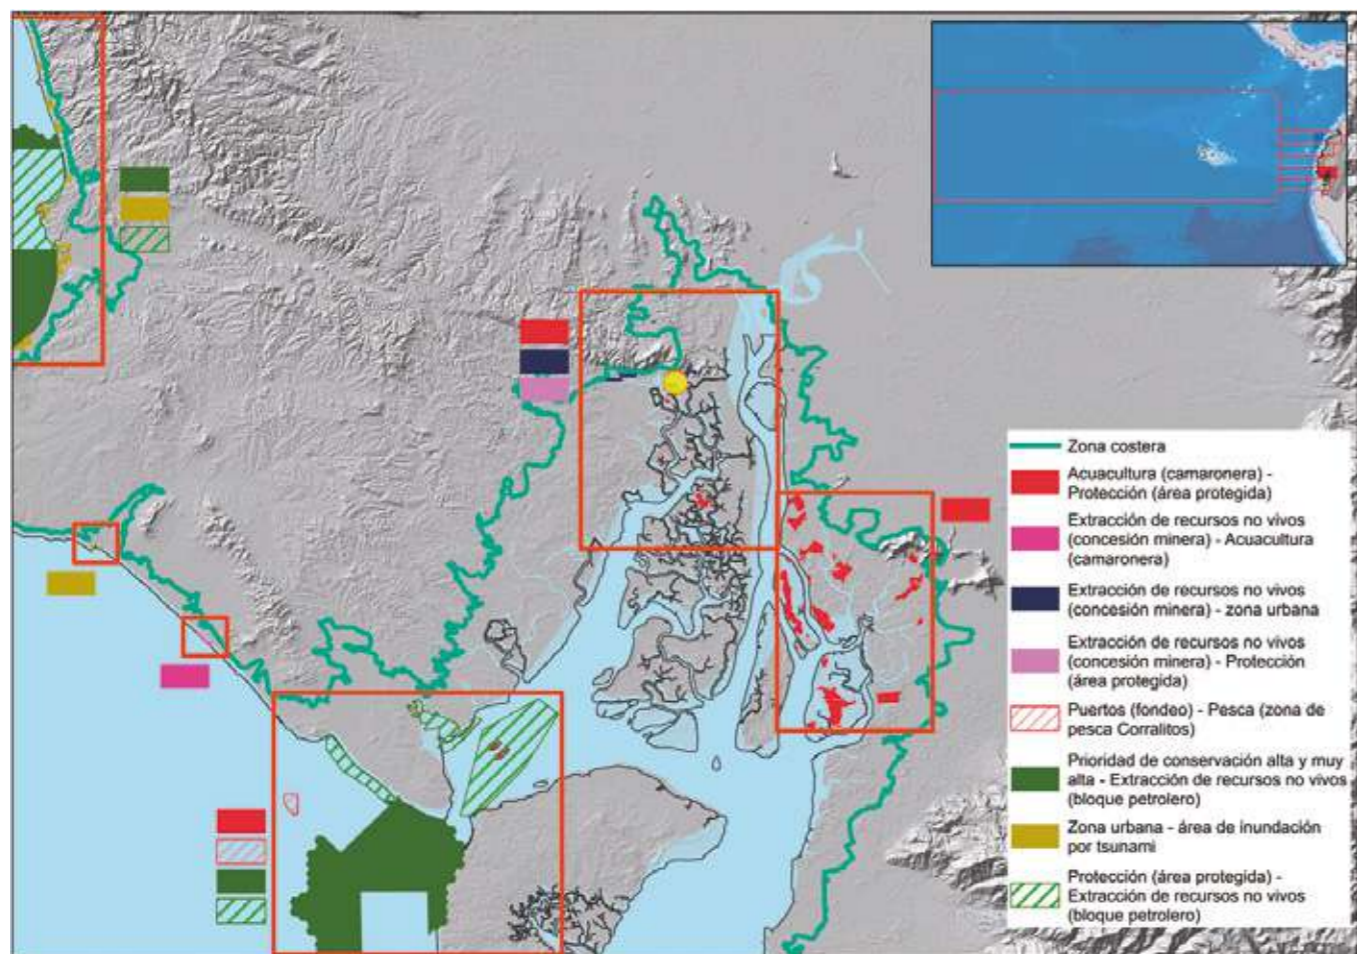 Zona costera
Acuacultura (camaronera) -
Protección (área protegida)
Extracción de recursos no vivos
(concesión minera) - Acuacultura
(camaronera)
Extracción de recursos no vivos
(concesión minera) - zona urbana
Extracción de recursos no vivos
(concesión minera) - Protección
(área protegida)
Puertos (fondeo) - Pesca (zona de
pesca Corralitos)
Prioridad de conservación alta y muy
alta - Extracción de recursos no vivos
(bloque petrolero)
Zona urbana - área de inundación
por tsunami
Protección (área protegida) -
Extracción de recursos no vivos
(bloque petrolero)